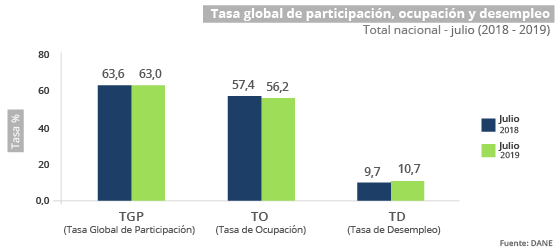 Tasa global de participación, ocupación y desempleo
Total nacional - julio (2018 - 2019)
Tasa %
80
60
40
20
0,0
63,6
63,0
57,4
56,2
9,7
10,7
TGP
(Tasa Global de Participación)
TO
(Tasa de Ocupación)
TD
(Tasa de Desempleo)
Julio
2018
Julio
2019
Fuente: DANE